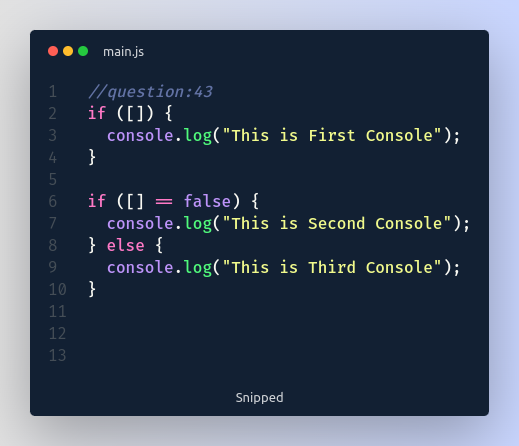 main.js
1 //question:43
2 if ([]) {
3 console.log("This is First Console");
4 }
5
6 if ([] == false) {
7 console.log("This is Second Console");
8 } else {
9 console.log("This is Third Console");
10 }
11
12
13
Snipped